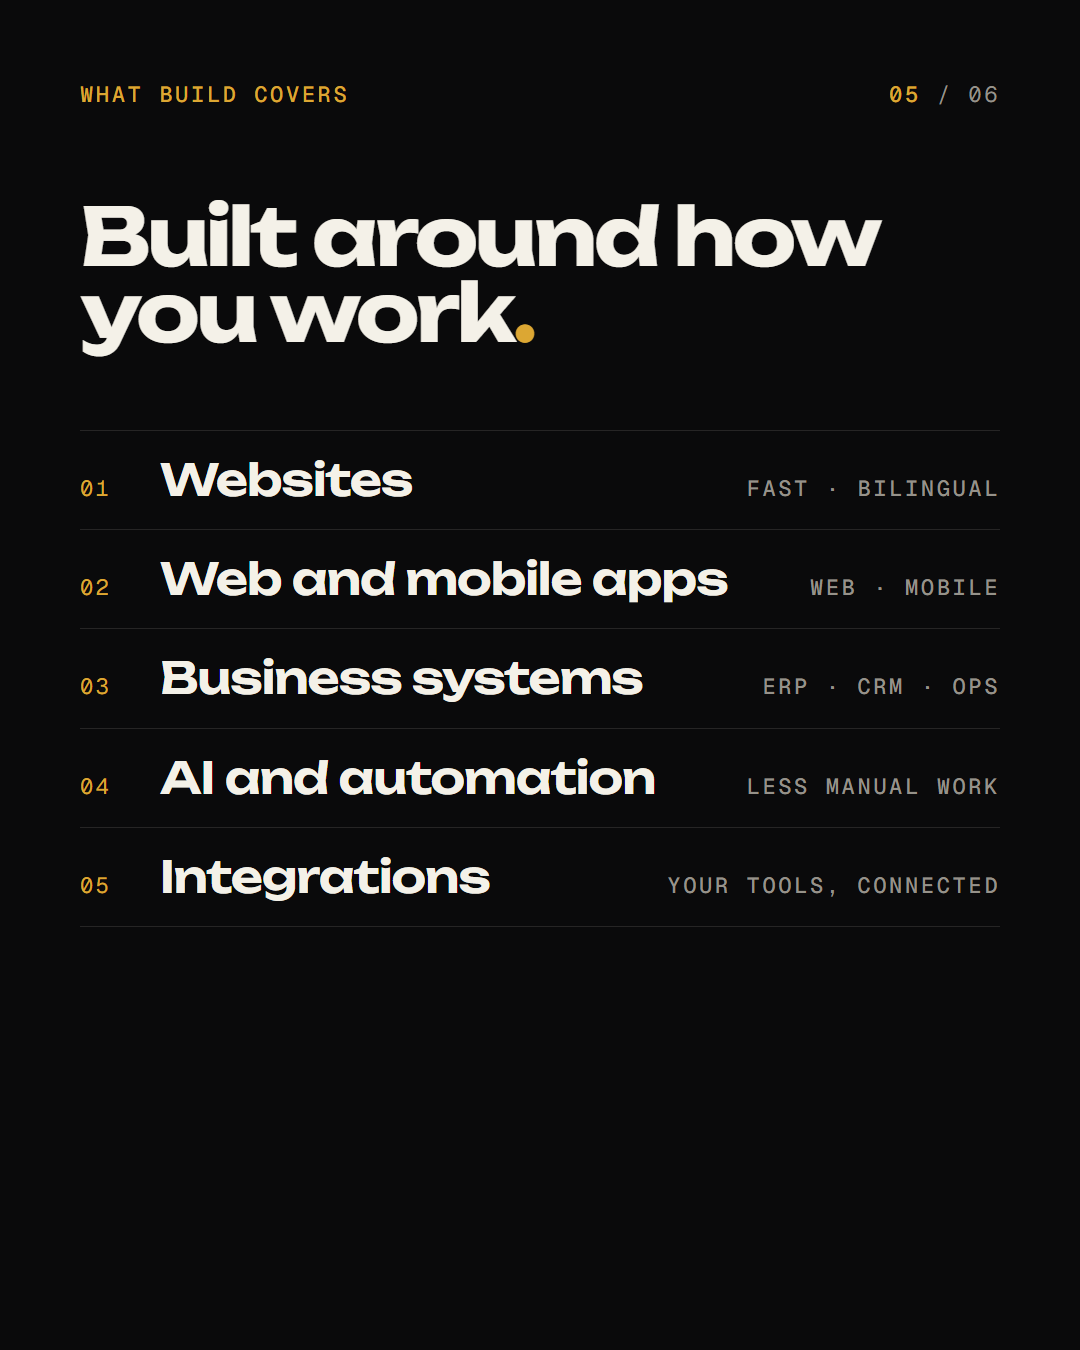 WHAT BUILD COVERS
05 / 06
Built around how
you work.
01 Websites FAST · BILINGUAL
02 Web and mobile apps WEB · MOBILE
03 Business systems ERP · CRM · OPS
04 AI and automation LESS MANUAL WORK
05 Integrations YOUR TOOLS, CONNECTED